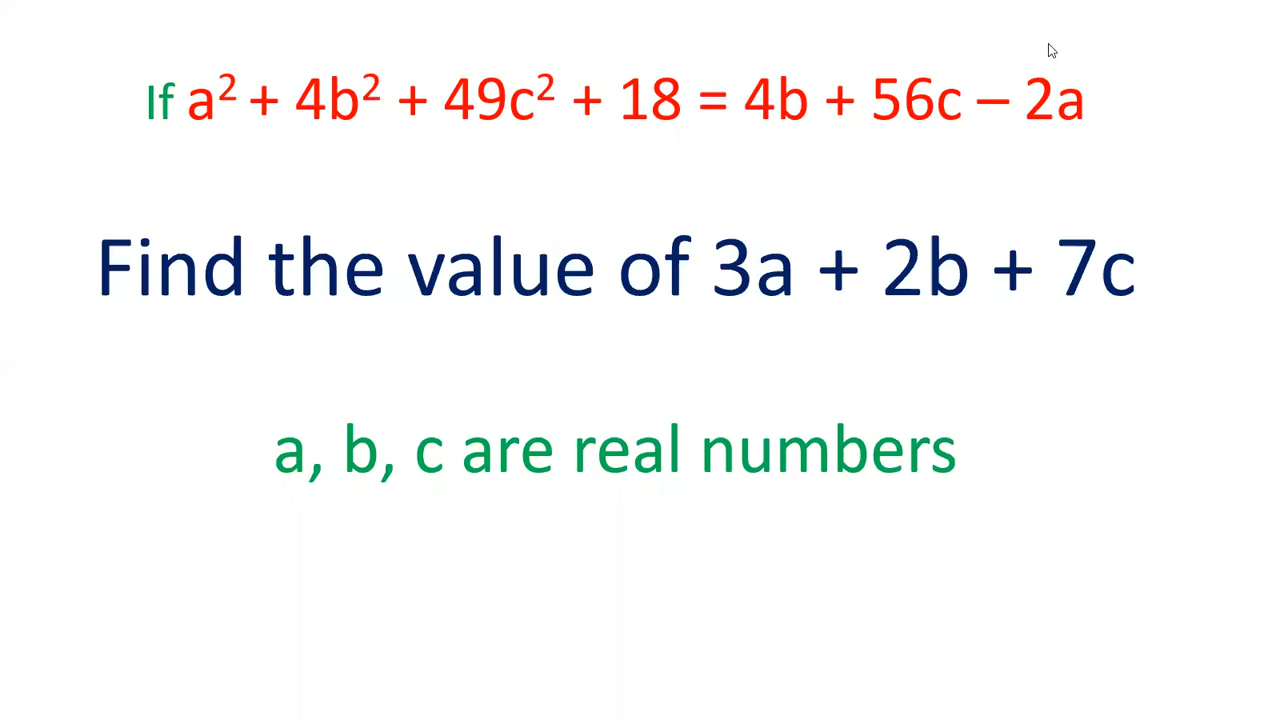 If a² + 4b² + 49c² + 18 = 4b + 56c – 2a
Find the value of 3a + 2b + 7c
a, b, c are real numbers